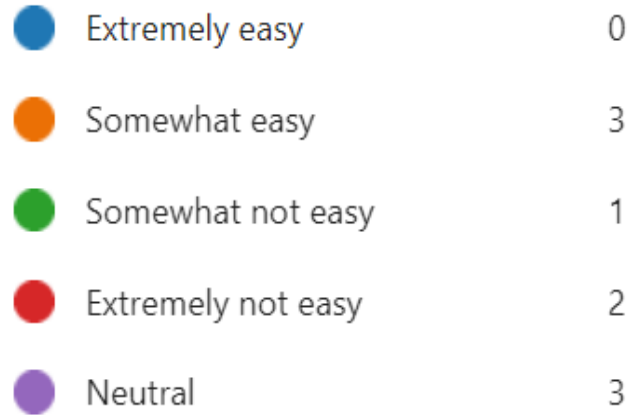 Extremely easy 0
Somewhat easy 3
Somewhat not easy 1
Extremely not easy 2
Neutral 3